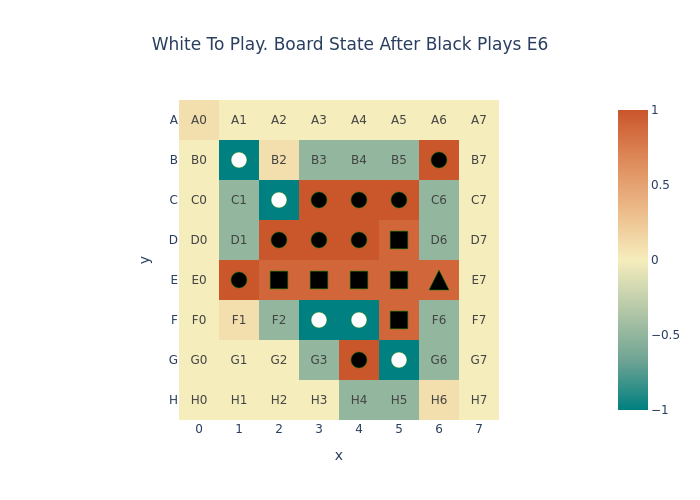 White To Play. Board State After Black Plays E6
A A0 A1 A2 A3 A4 A5 A6 A7
B B0 B2 B3 B4 B5 B7
C C0 C1 C6 C7
D D0 D1 D6 D7
E E0 E7
F F0 F1 F2 F6 F7
G G0 G1 G2 G3 G6 G7
H H0 H1 H2 H3 H4 H5 H6 H7
0 1 2 3 4 5 6 7
x
y
1
0.5
0
−0.5
−1